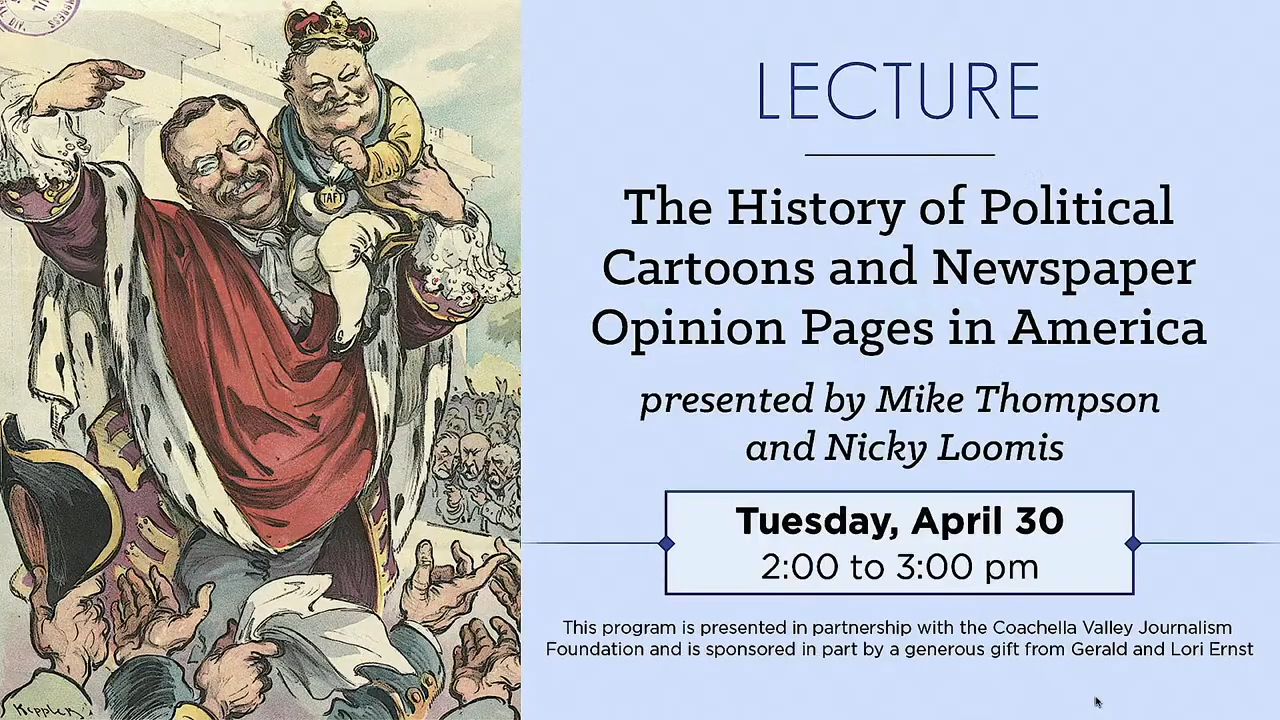 TAFT
Keppler
LECTURE
The History of Political
Cartoons and Newspaper
Opinion Pages in America
presented by Mike Thompson
and Nicky Loomis
Tuesday, April 30
2:00 to 3:00 pm
This program is presented in partnership with the Coachella Valley Journalism
Foundation and is sponsored in part by a generous gift from Gerald and Lori Ernst